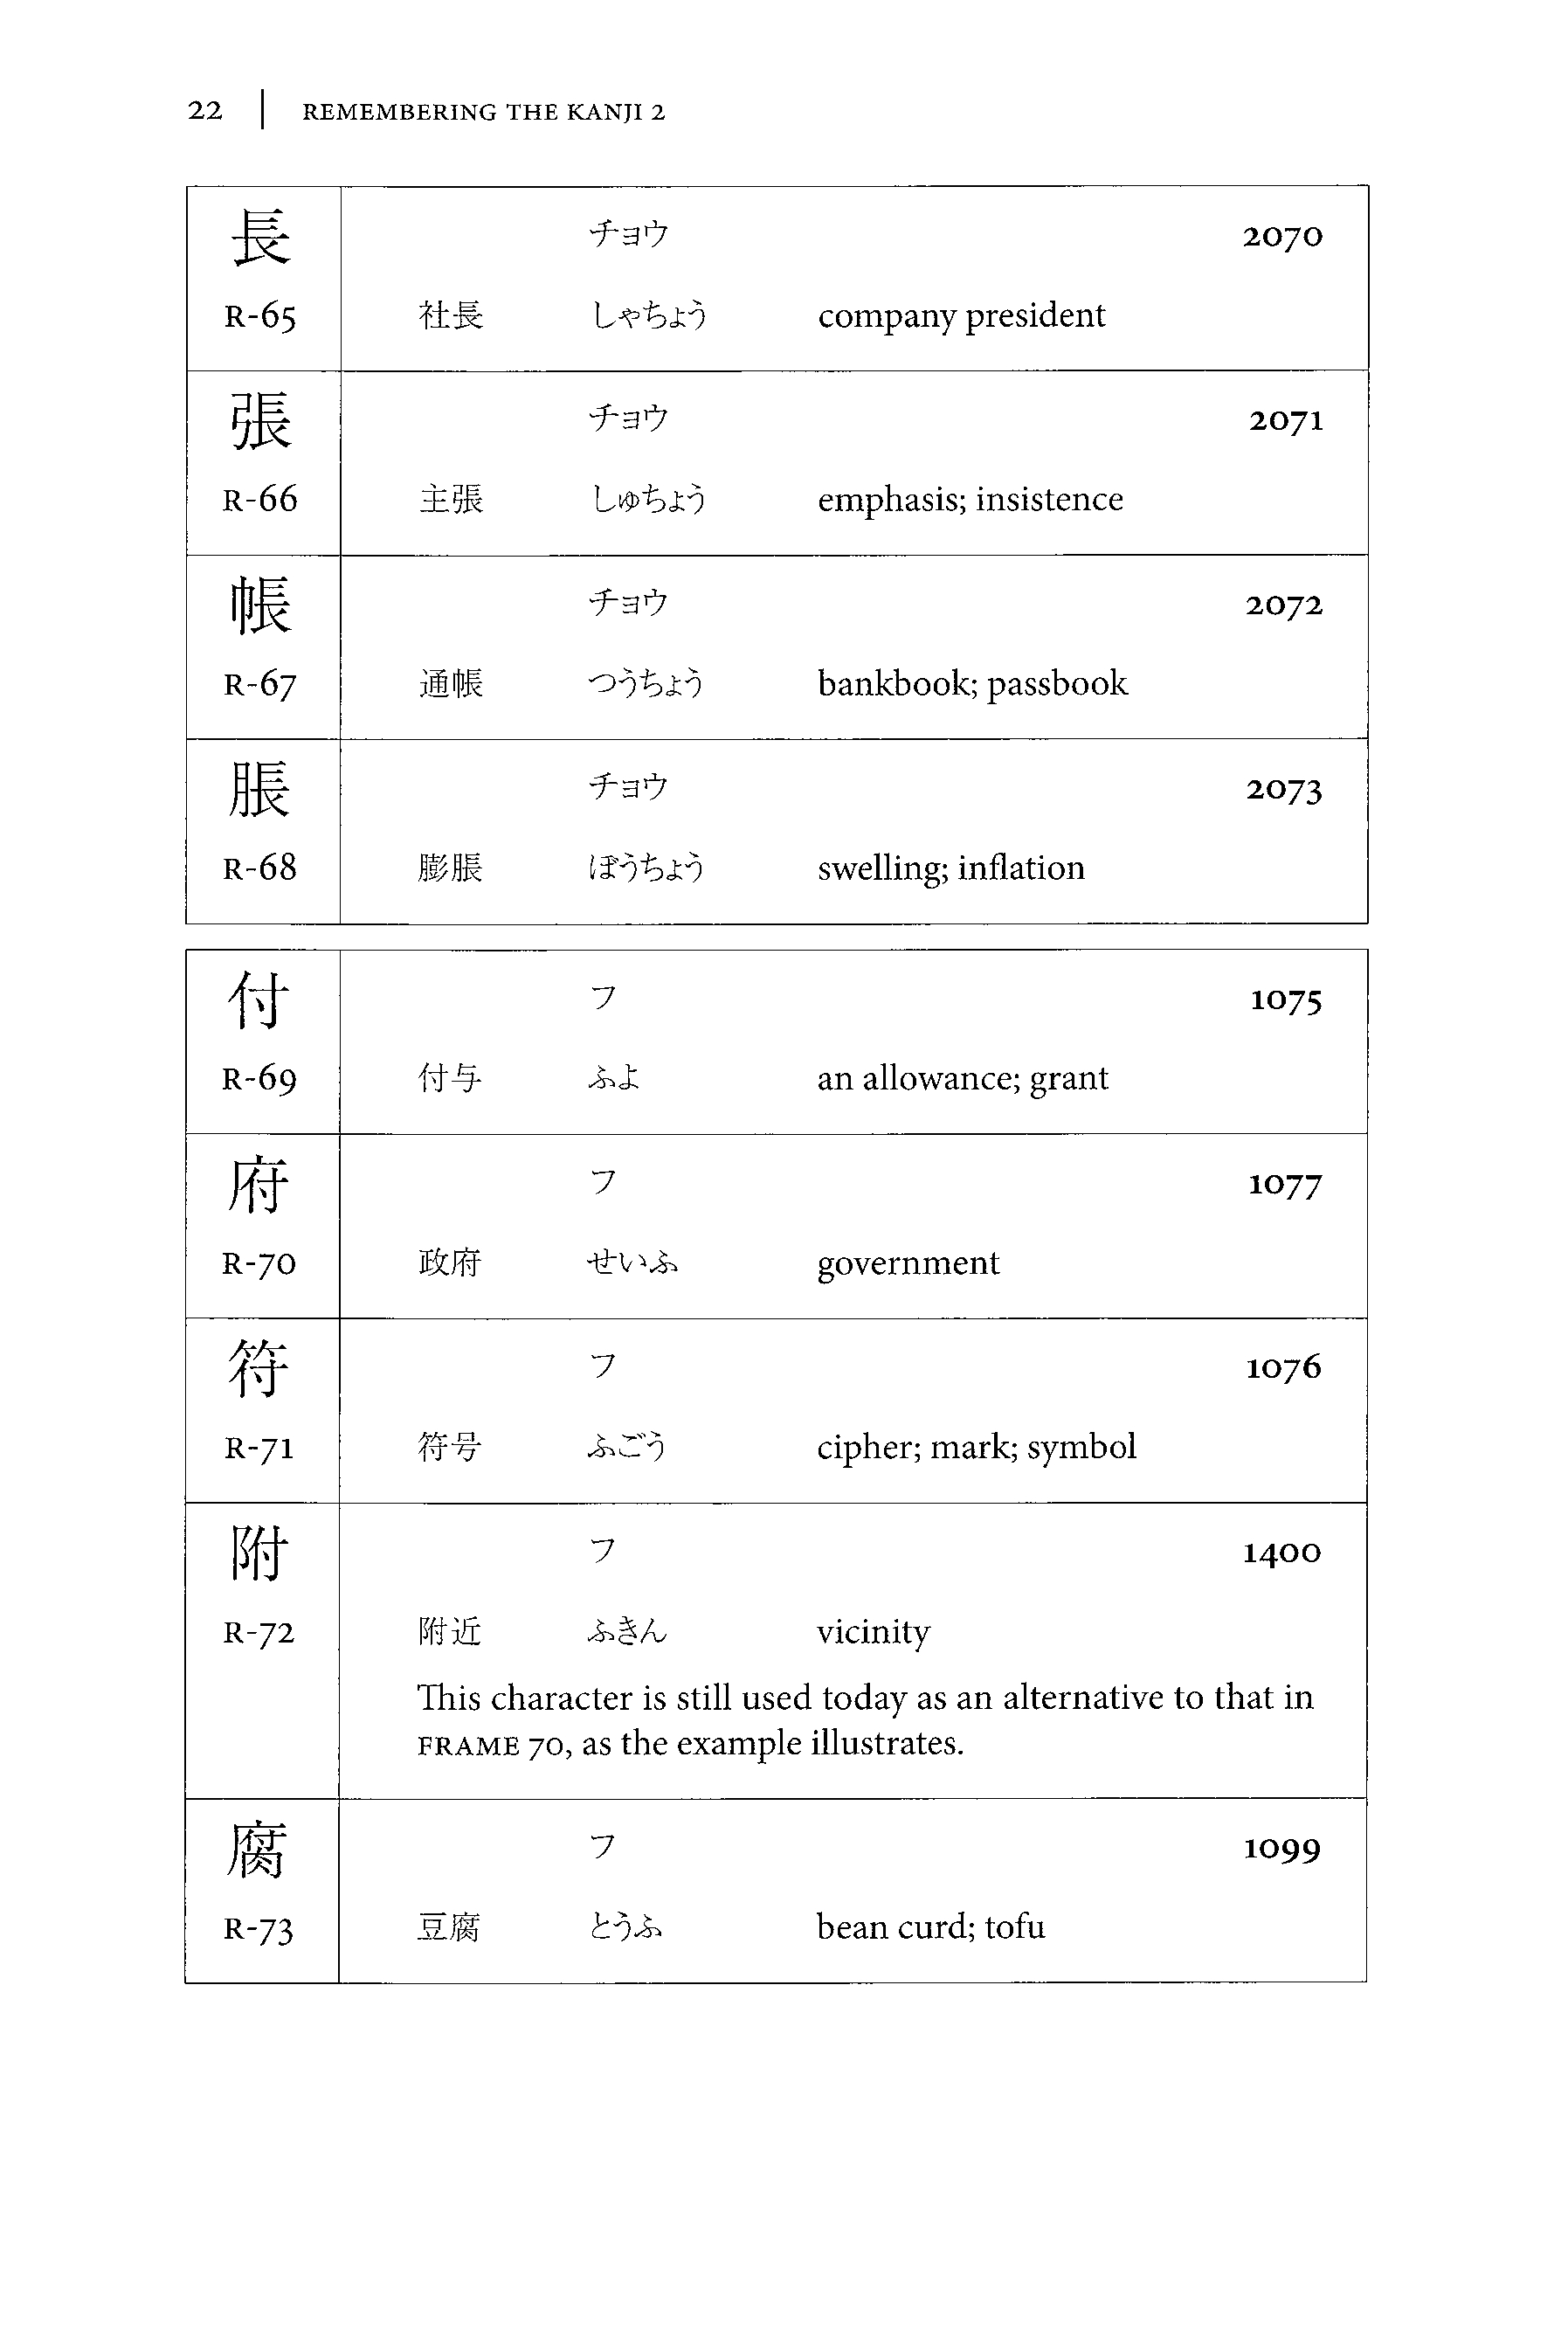 22 | REMEMBERING THE KANJI 2
長 チョウ 2070
R-65 社長 しゃちょう company president
張 チョウ 2071
R-66 主張 しゅちょう emphasis; insistence
帳 チョウ 2072
R-67 通帳 つうちょう bankbook; passbook
脹 チョウ 2073
R-68 膨脹 ぼうちょう swelling; inflation
付 フ 1075
R-69 付与 ふよ an allowance; grant
府 フ 1077
R-70 政府 せいふ government
符 フ 1076
R-71 符号 ふごう cipher; mark; symbol
附 フ 1400
R-72 附近 ふきん vicinity
This character is still used today as an alternative to that in
FRAME 70, as the example illustrates.
腐 フ 1099
R-73 豆腐 とうふ bean curd; tofu